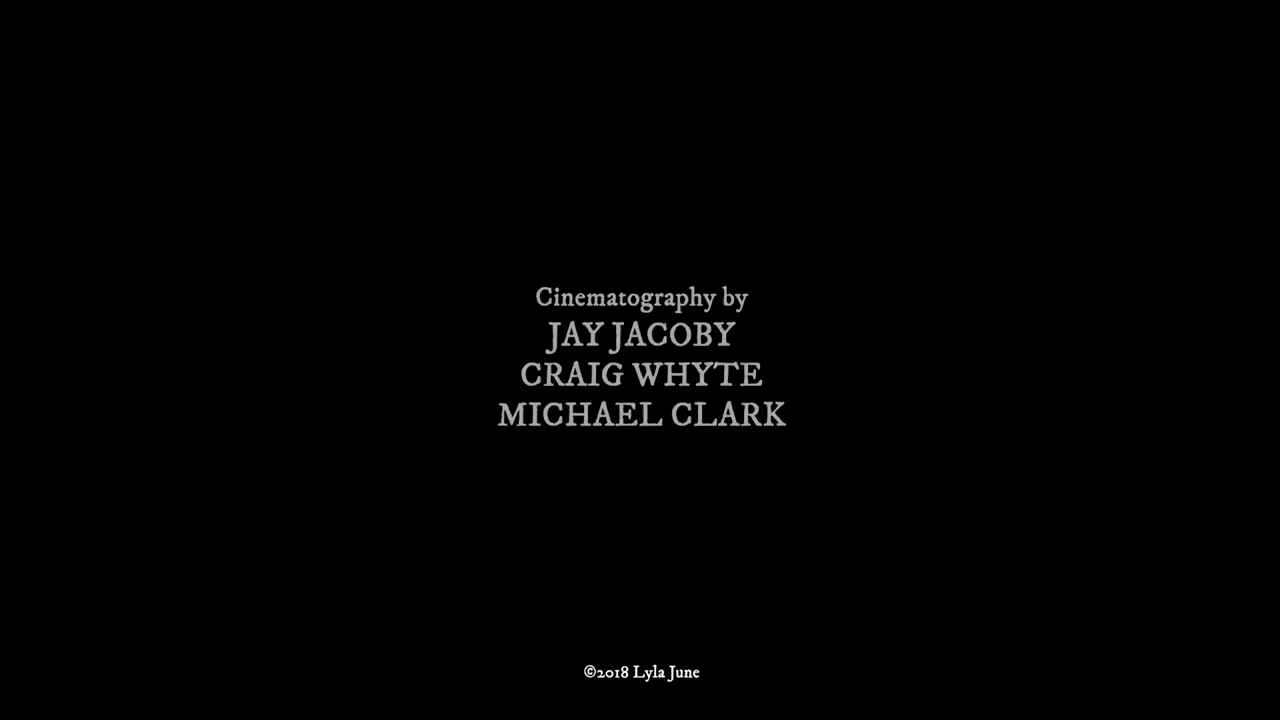 Cinematography by
JAY JACOBY
CRAIG WHYTE
MICHAEL CLARK
©2018 Lyla June